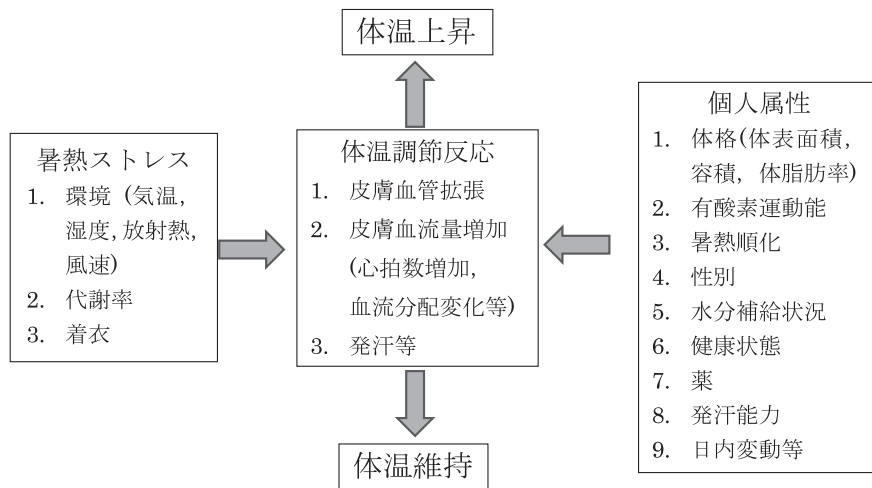 体温上昇
暑熱ストレス
1. 環境 (気温,
湿度, 放射熱,
風速)
2. 代謝率
3. 着衣
体温調節反応
1. 皮膚血管拡張
2. 皮膚血流量増加
(心拍数増加,
血流分配変化等)
3. 発汗等
個人属性
1. 体格(体表面積,
容積, 体脂肪率)
2. 有酸素運動能
3. 暑熱順化
4. 性別
5. 水分補給状況
6. 健康状態
7. 薬
8. 発汗能力
9. 日内変動等
体温維持